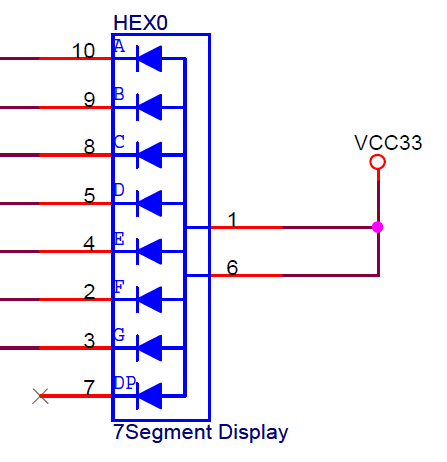 HEX0
10 A
9 B
8 C
5 D
4 E
2 F
3 G
7 DP
1
6
VCC33
7Segment Display